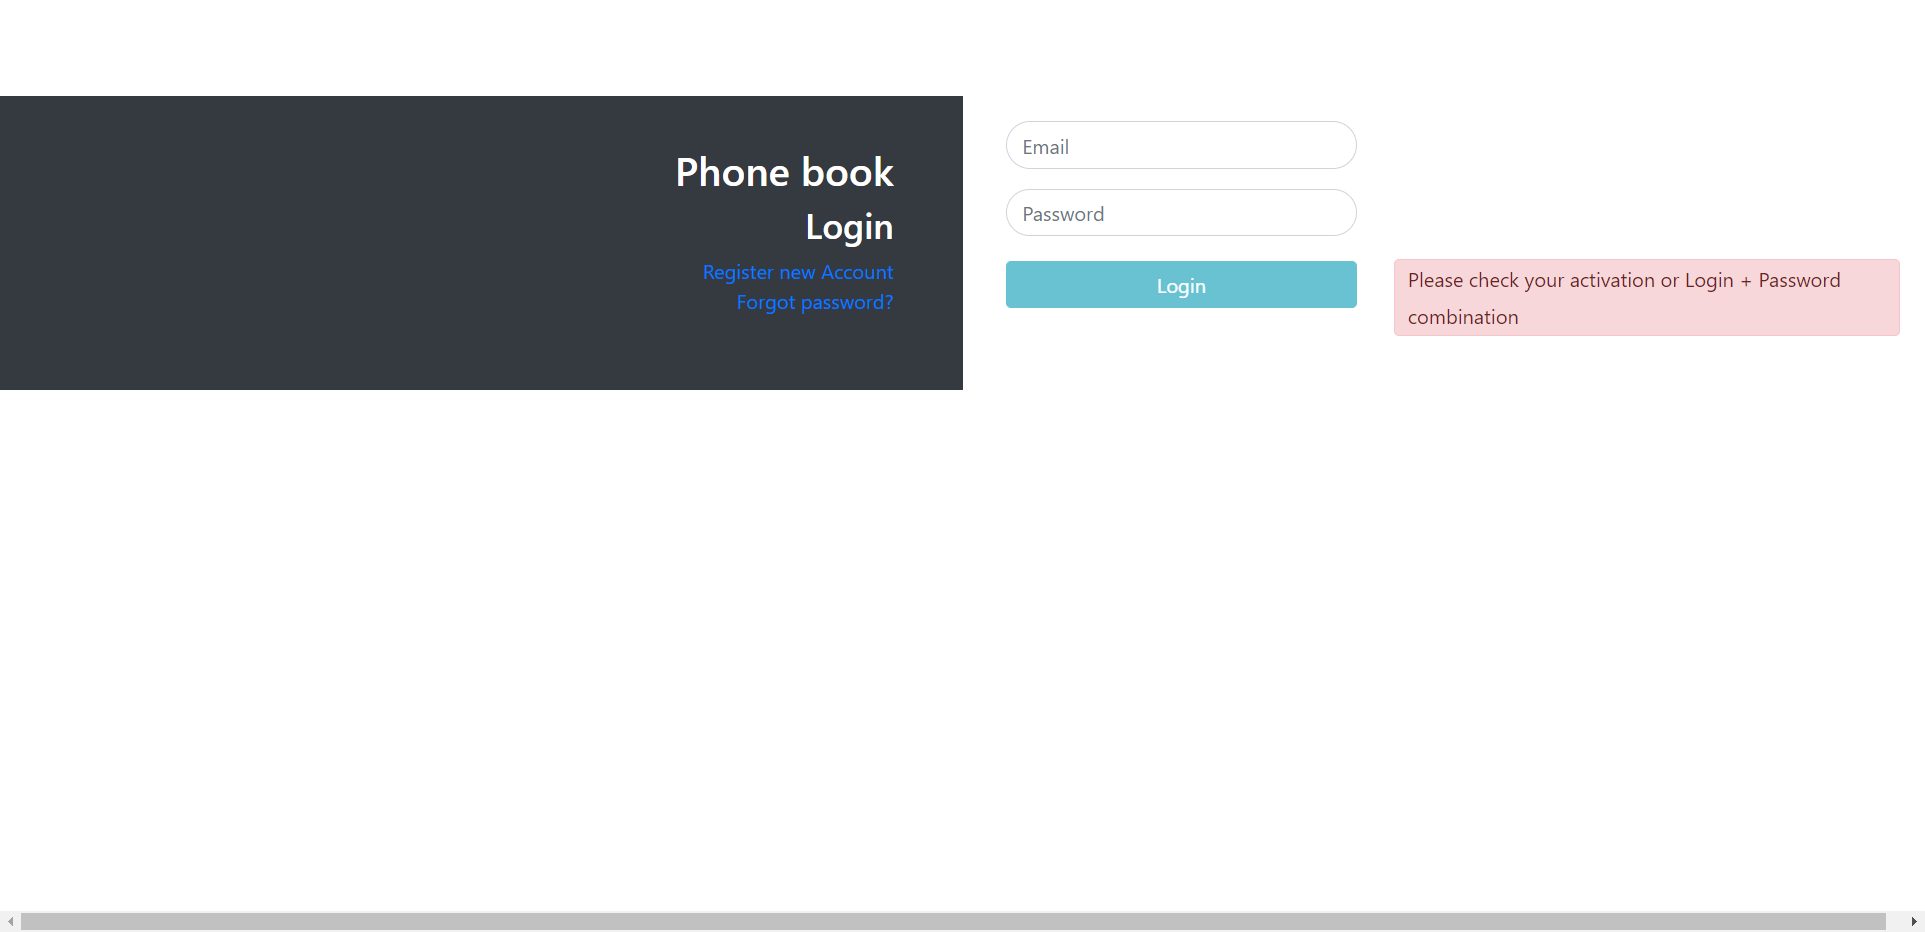 Phone book
Login
Register new Account
Forgot password?
Email
Password
Login
Please check your activation or Login + Password
combination